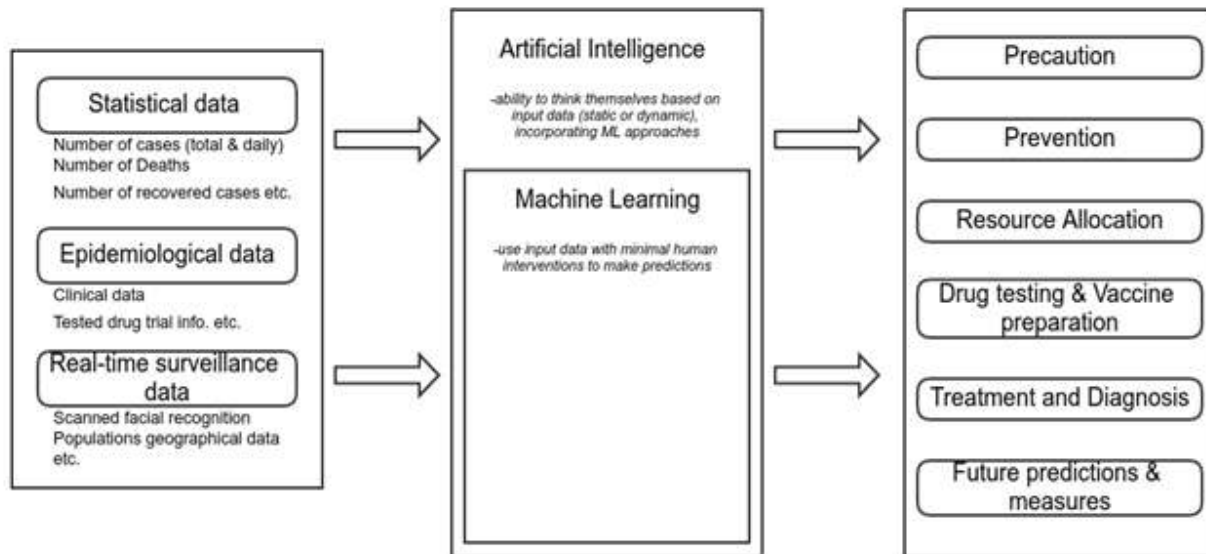 Statistical data
Number of cases (total & daily)
Number of Deaths
Number of recovered cases etc.
Epidemiological data
Clinical data
Tested drug trial info. etc.
Real-time surveillance
data
Scanned facial recognition
Populations geographical data
etc.
Artificial Intelligence
-ability to think themselves based on
input data (static or dynamic),
incorporating ML approaches
Machine Learning
-use input data with minimal human
interventions to make predictions
Precaution
Prevention
Resource Allocation
Drug testing & Vaccine
preparation
Treatment and Diagnosis
Future predictions &
measures